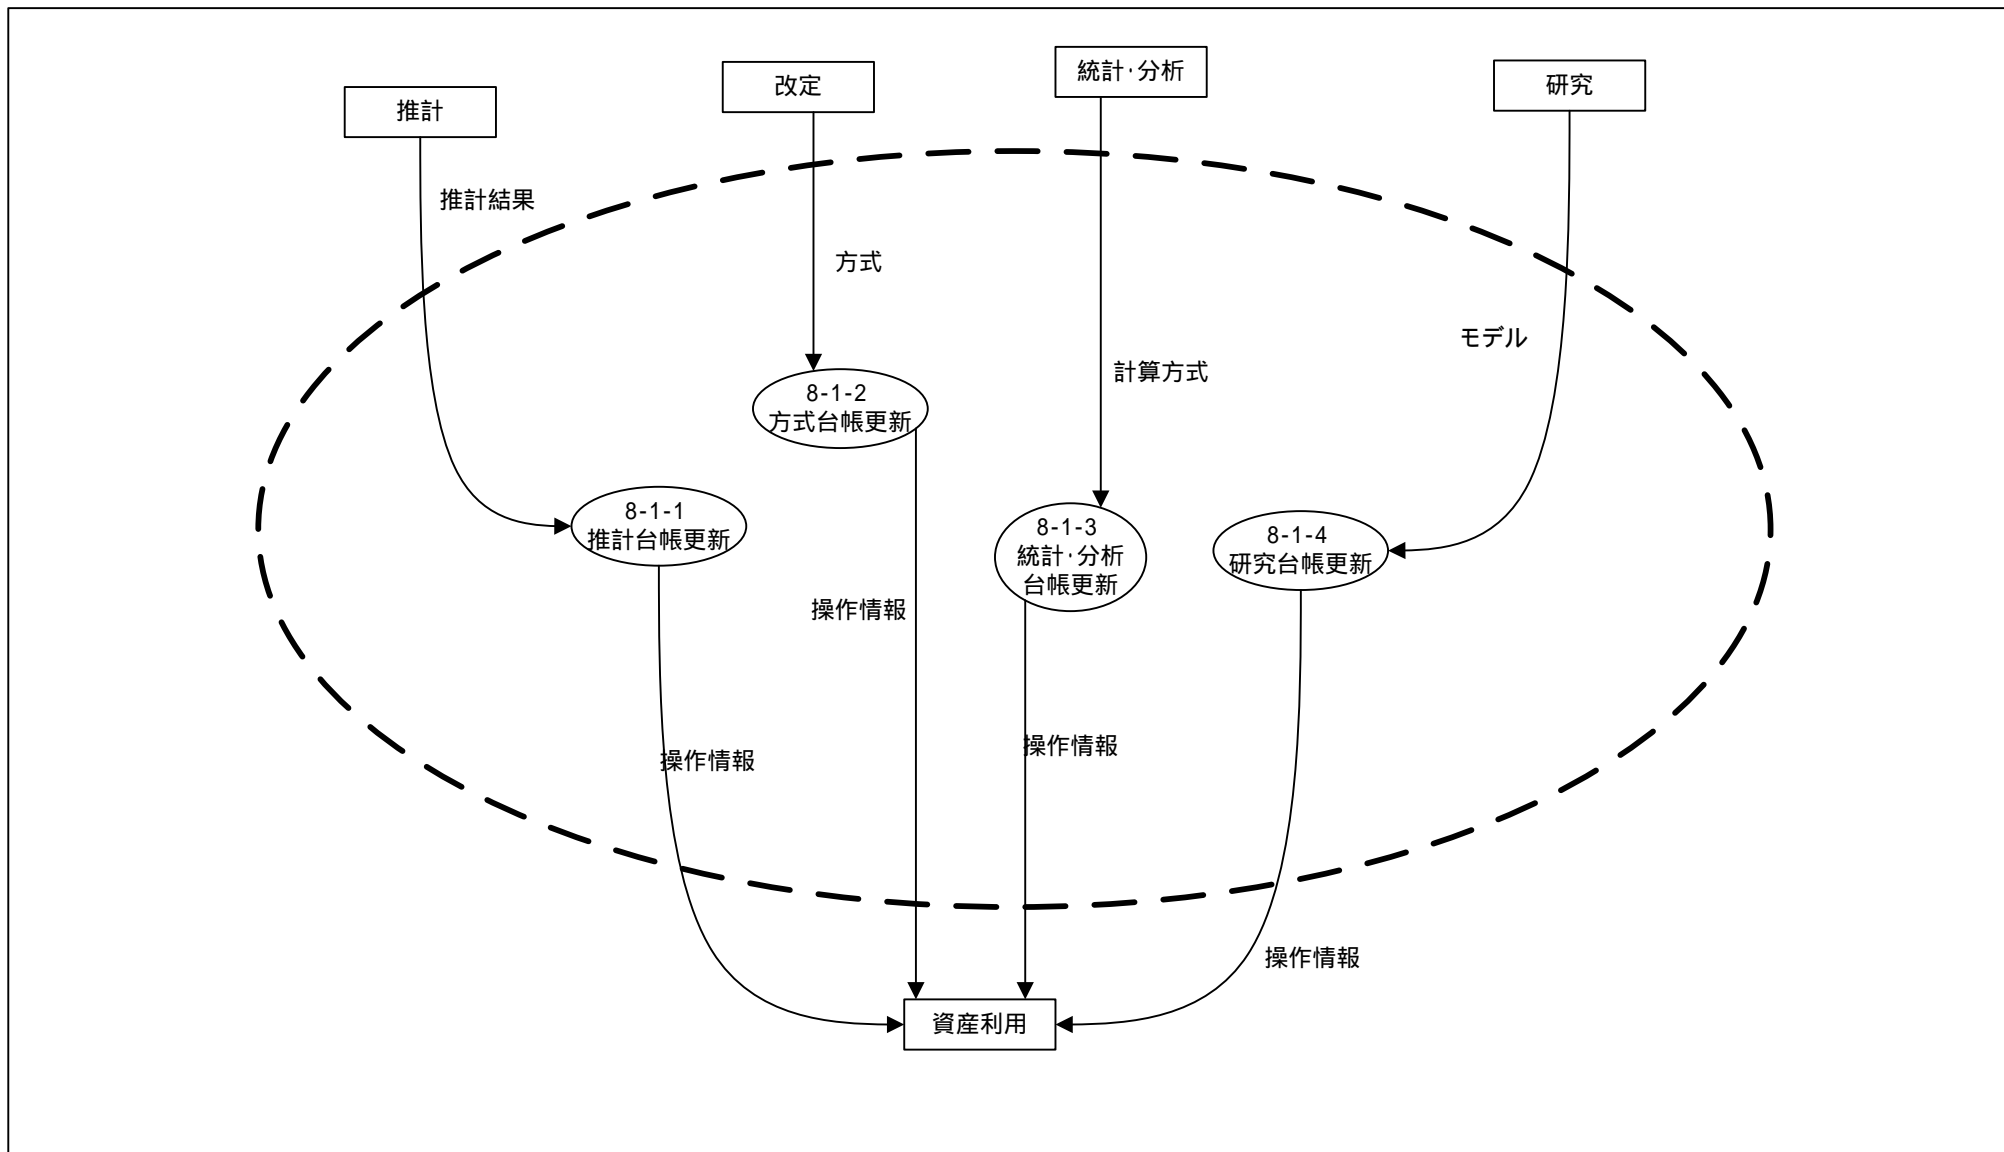 推計
改定
統計・分析
研究
推計結果
方式
モデル
計算方式
8-1-2
方式台帳更新
8-1-1
推計台帳更新
8-1-3
統計・分析
台帳更新
8-1-4
研究台帳更新
操作情報
操作情報
操作情報
操作情報
資産利用